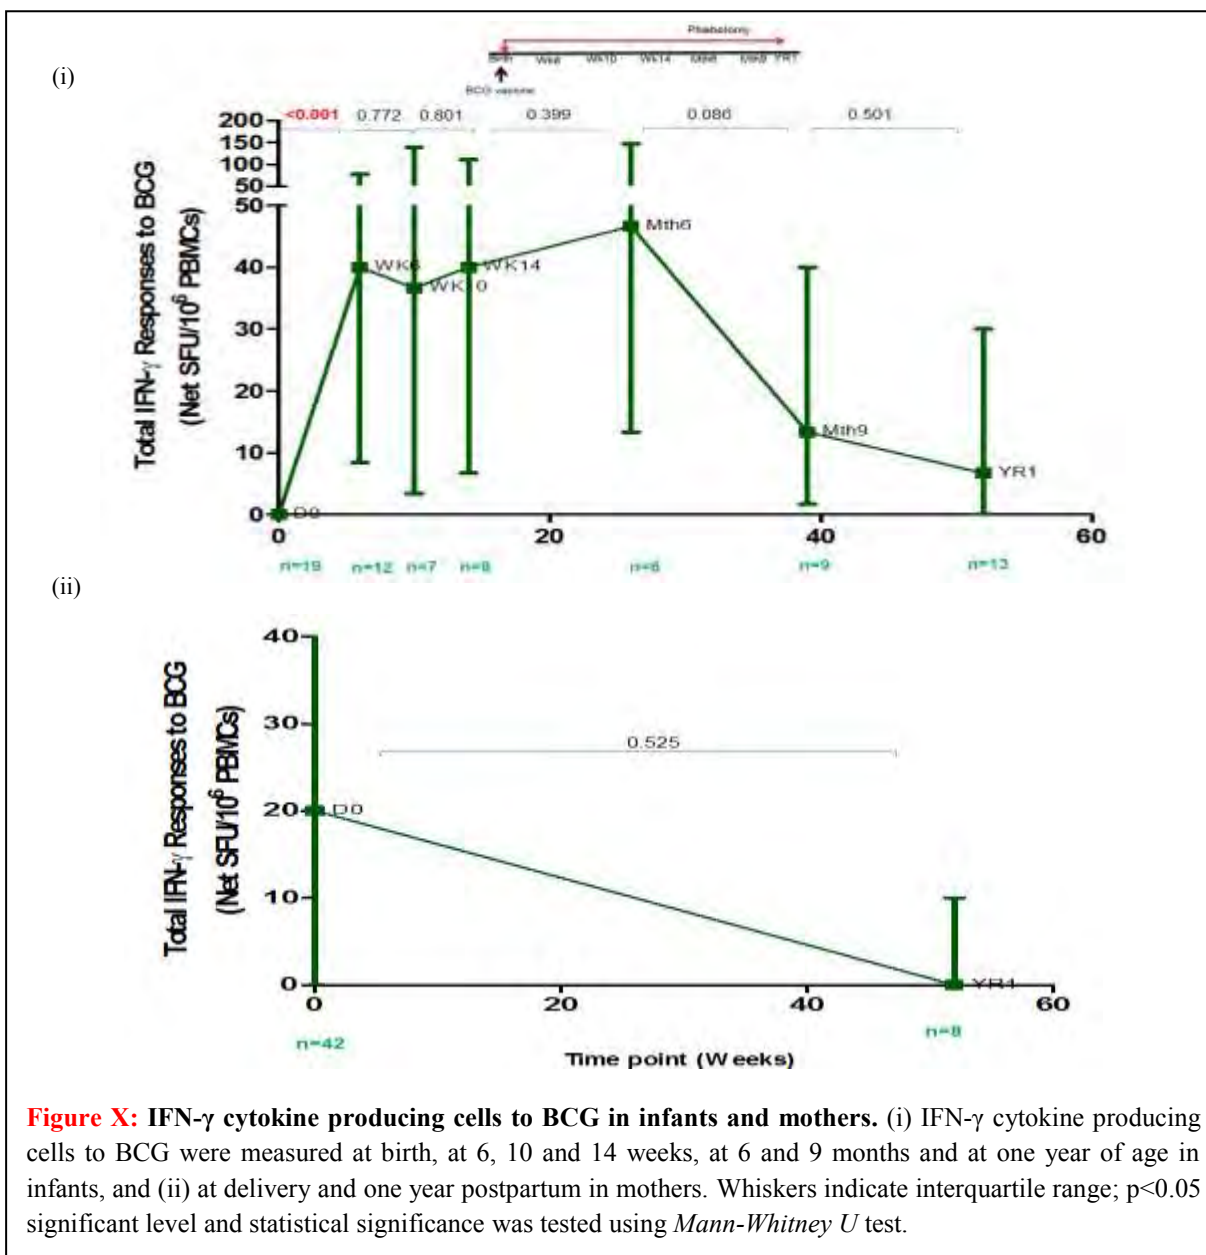 Phlebotomy
Birth Wk6 Wk10 Wk14 Mth6 Mth9 YR1
BCG vaccine
(i)
<0.001 0.772 0.801 0.399 0.086 0.501
200
150
100
50
50
40
30
20
10
0
Total IFN-γ Responses to BCG
(Net SFU/10⁶ PBMCs)
D0 WK6 WK10 WK14 Mth6 Mth9 YR1
0 20 40 60
n=19 n=12 n=7 n=8 n=6 n=9 n=13
(ii)
40
30
20
10
0
Total IFN-γ Responses to BCG
(Net SFU/10⁶ PBMCs)
0.525
D0
YR1
0 20 40 60
n=42 n=8
Time point (Weeks)
Figure X: IFN-γ cytokine producing cells to BCG in infants and mothers. (i) IFN-γ cytokine producing
cells to BCG were measured at birth, at 6, 10 and 14 weeks, at 6 and 9 months and at one year of age in
infants, and (ii) at delivery and one year postpartum in mothers. Whiskers indicate interquartile range; p<0.05
significant level and statistical significance was tested using Mann-Whitney U test.